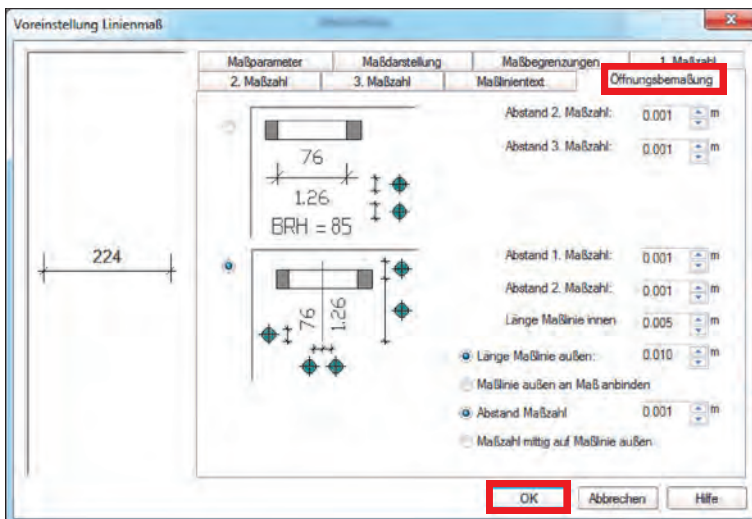 Voreinstellung Linienmaß
Maßparameter Maßdarstellung Maßbegrenzungen 1. Maßzahl
2. Maßzahl 3. Maßzahl Maßlinientext Öffnungsbemaßung
224
76
1.26
BRH = 85
Abstand 2. Maßzahl: 0.001 m
Abstand 3. Maßzahl: 0.001 m
76
1.26
Abstand 1. Maßzahl: 0.001 m
Abstand 2. Maßzahl: 0.001 m
Länge Maßlinie innen 0.005 m
Länge Maßlinie außen: 0.010 m
Maßlinie außen an Maß anbinden
Abstand Maßzahl 0.001 m
Maßzahl mittig auf Maßlinie außen
OK Abbrechen Hilfe